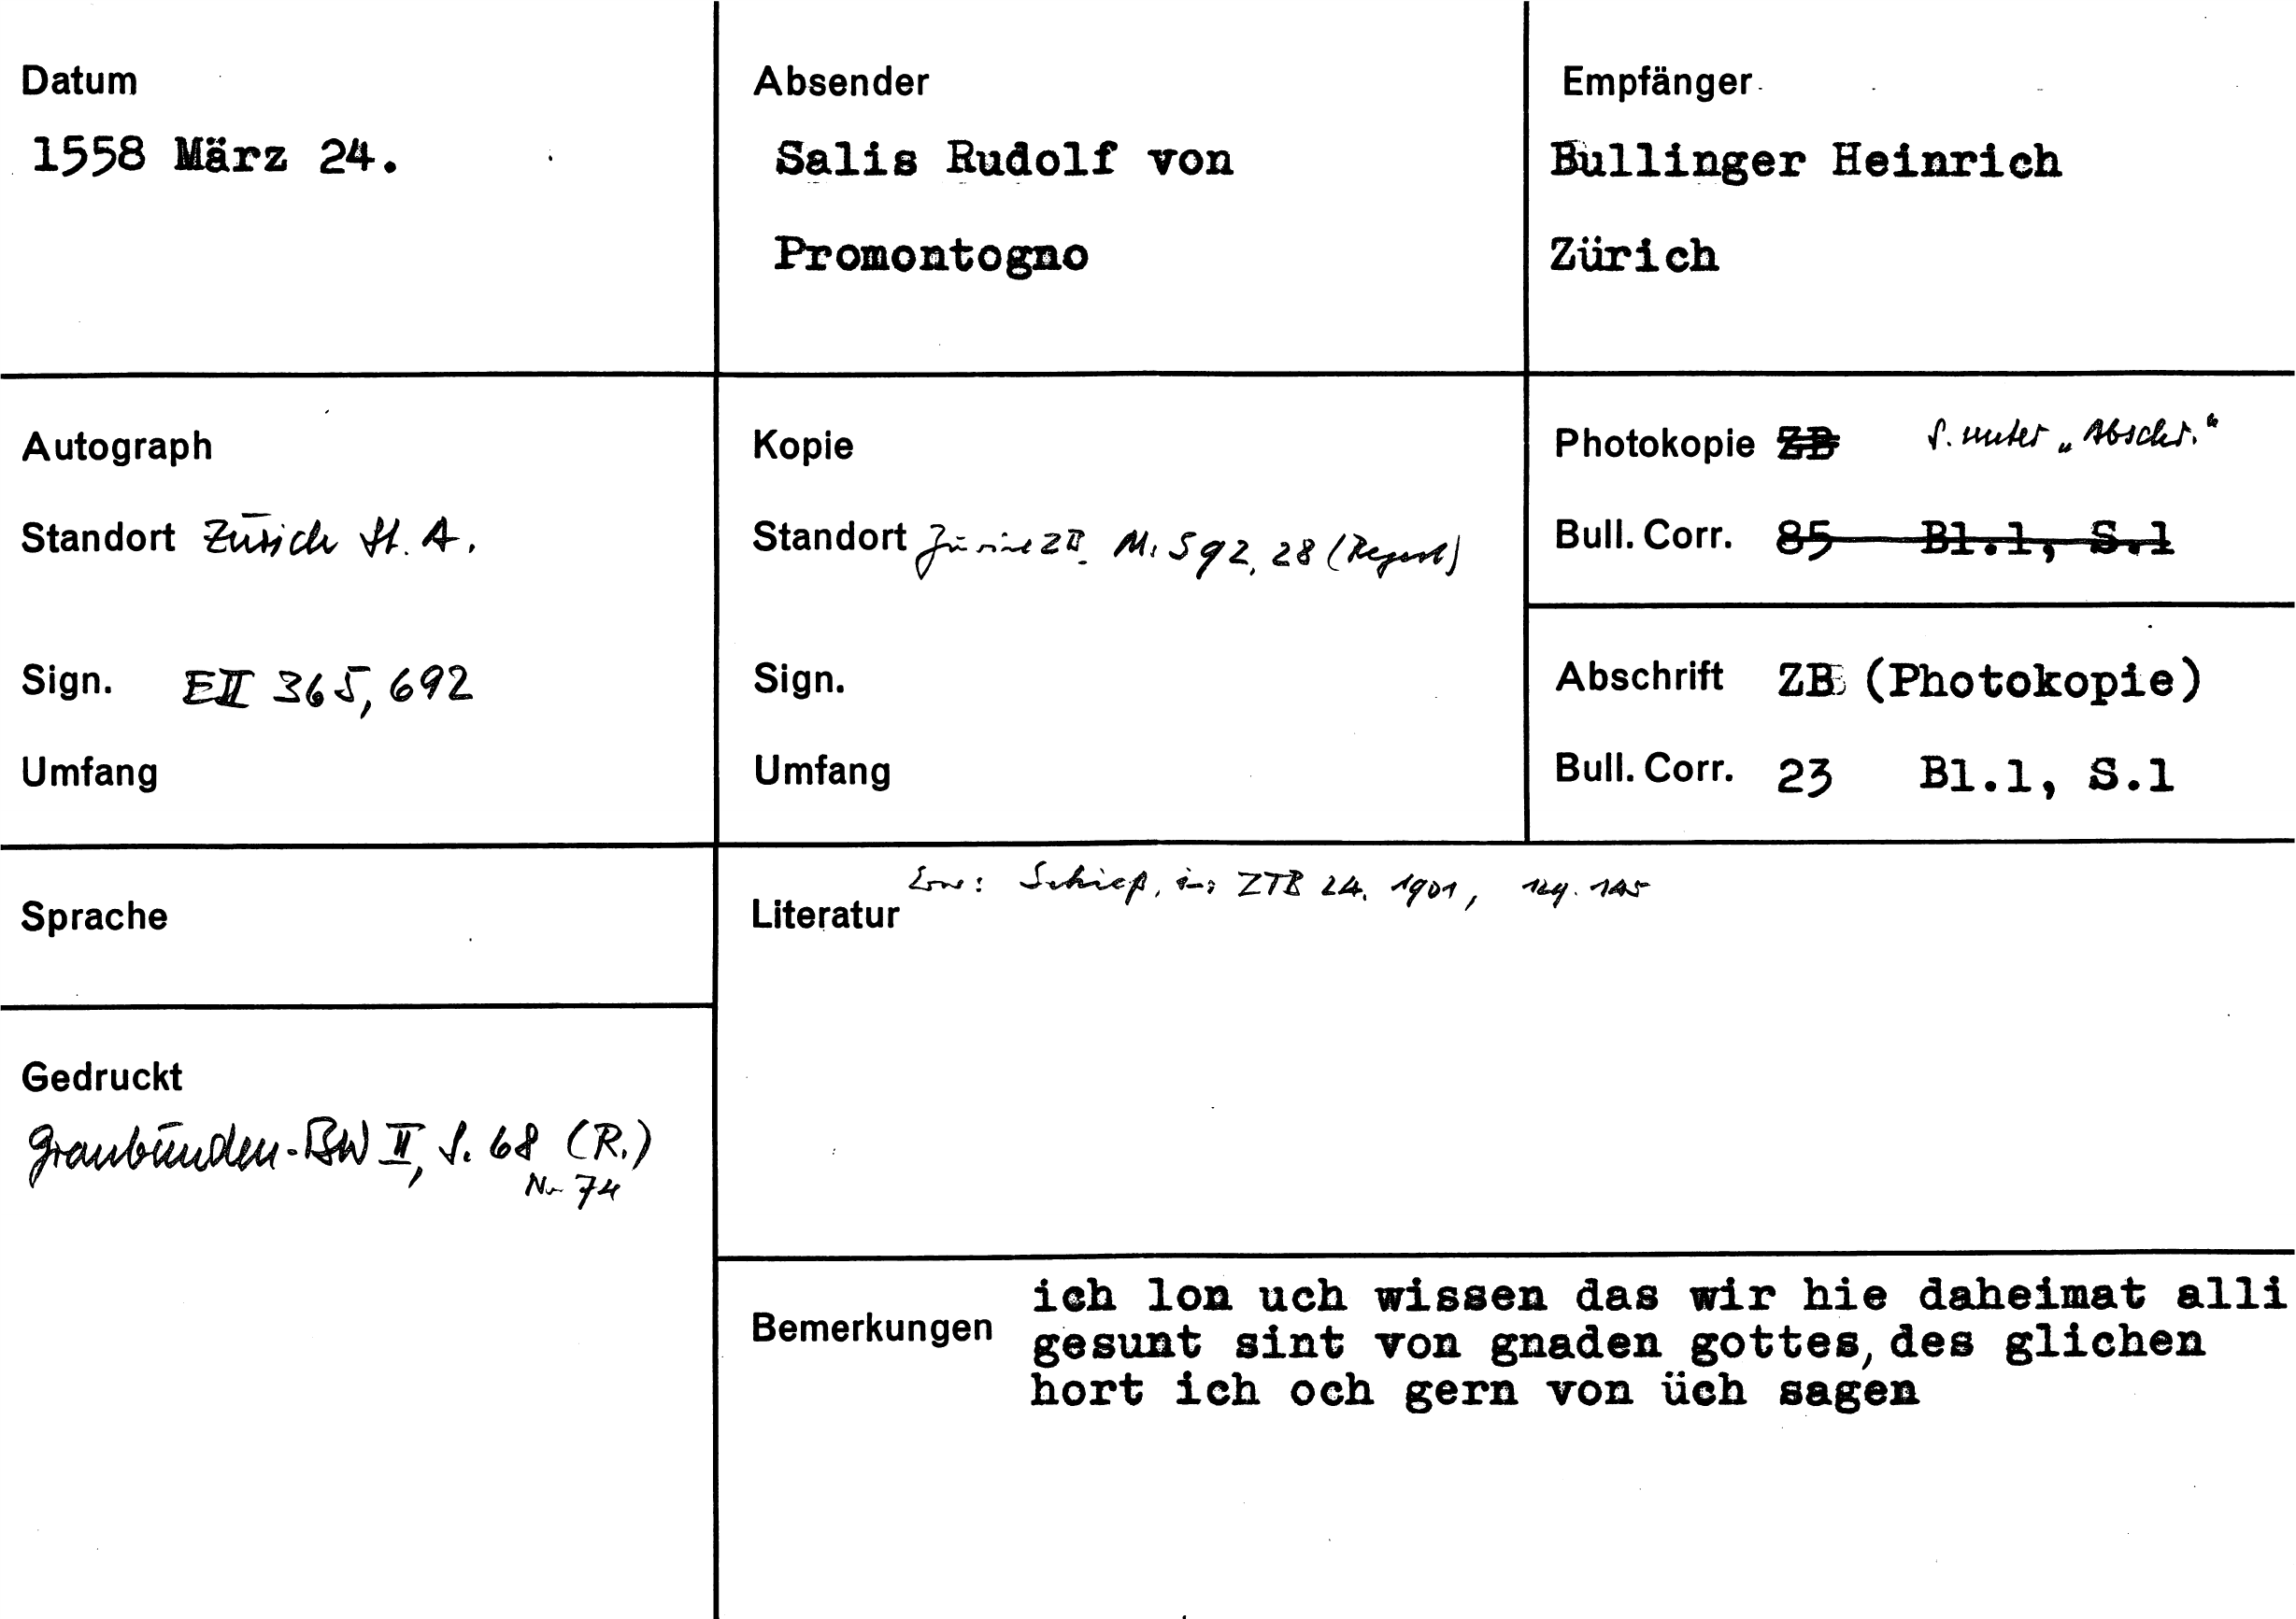 Datum
1558 März 24.
Absender
Salis Rudolf von
Promontogno
Empfänger
Bullinger Heinrich
Zürich
Autograph
Standort Zürich St. A.
Sign. E II 365, 692
Umfang
Kopie
Standort Zürich ZB. Ms S 92, 28 (Regest)
Sign.
Umfang
Photokopie ZB S. unter „Abschr."
Bull. Corr. 85 Bl.1, S.1
Abschrift ZB (Photokopie)
Bull. Corr. 23 Bl.1, S.1
Sprache
Gedruckt
Graubünden-BW II, S. 68 (R.)
Nr 74
Literatur
Schieß, in: ZTB 24. 1901, 145
Bemerkungen
ich lon uch wissen das wir hie daheimat alli
gesunt sint von gnaden gottes, des glichen
hort ich och gern von üch sagen